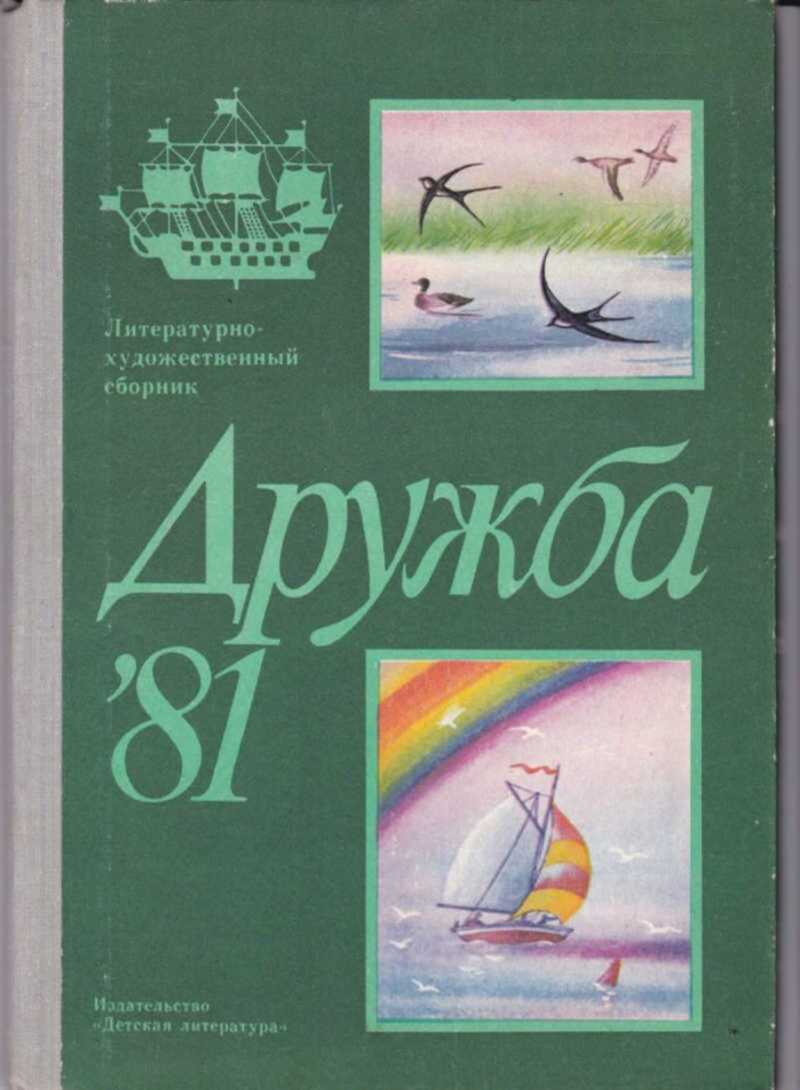 Литературно-
художественный
сборник
Дружба
’81
Издательство
«Детская литература»